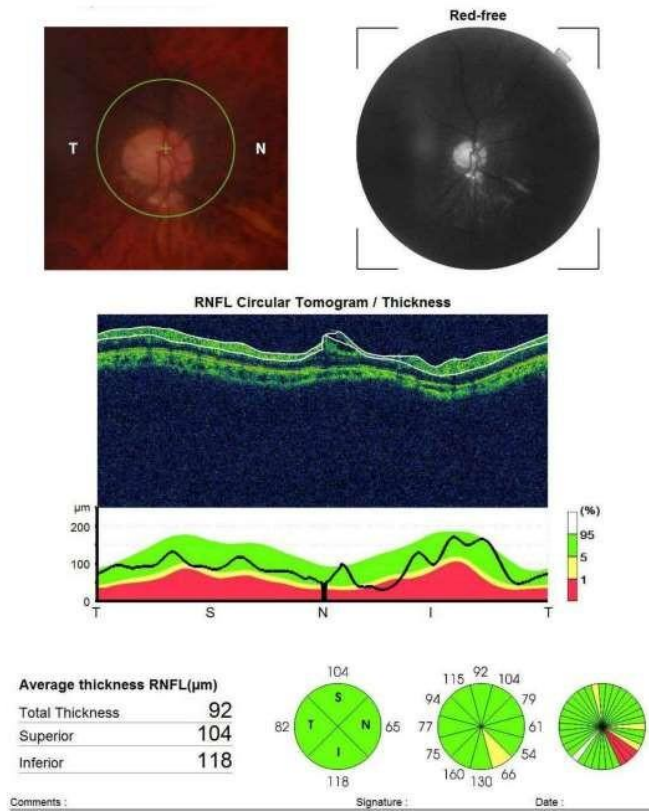 Red-free
T
N
RNFL Circular Tomogram / Thickness
µm
200
100
0
T S N I T
(%)
95
5
1
Average thickness RNFL(µm)
Total Thickness 92
Superior 104
Inferior 118
104
82
S
T N
I
65
118
92
115 104
94 79
77 61
75 54
160 66
130
Comments : Signature : Date :